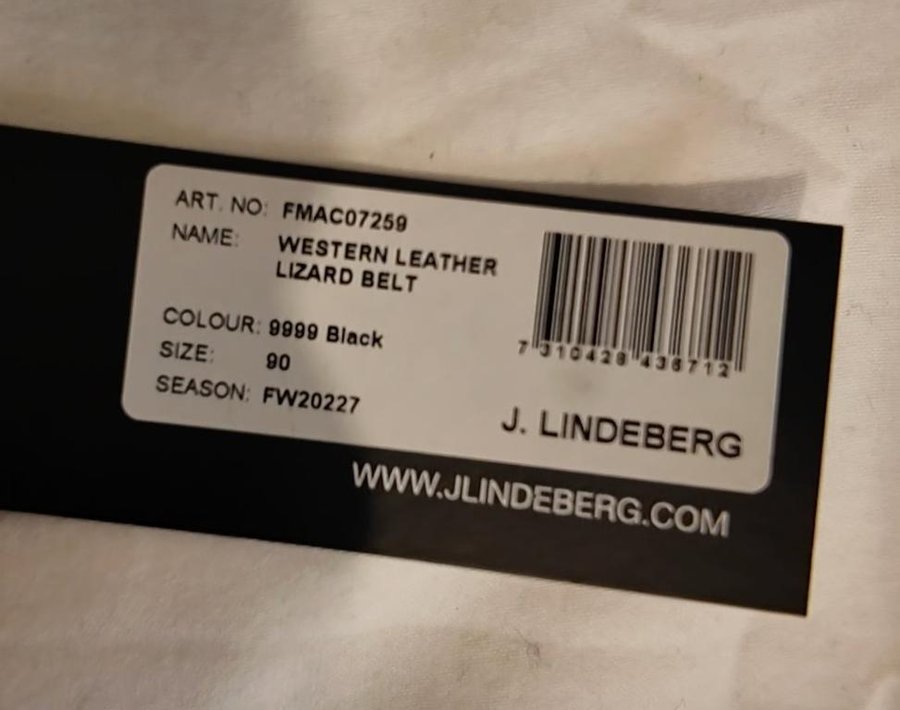 ART. NO: FMAC07259
NAME: WESTERN LEATHER
LIZARD BELT
COLOUR: 9999 Black
SIZE: 90
SEASON: FW20227
7 310428 436712
J. LINDEBERG
WWW.JLINDEBERG.COM